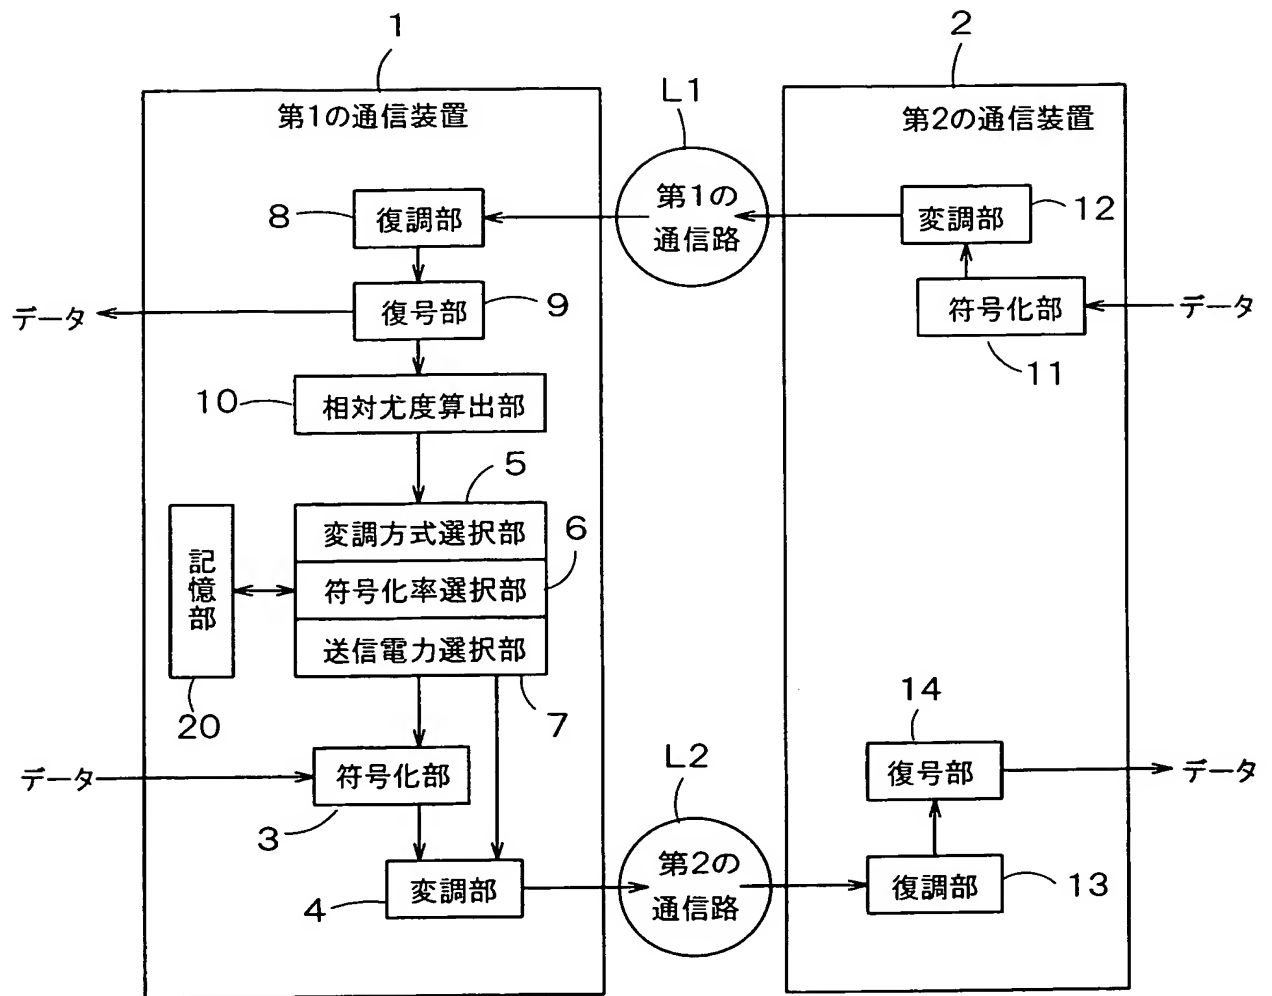 1
2
第1の通信装置
L1
第2の通信装置
8
復調部
第1の
通信路
変調部
12
データ
復号部
9
符号化部
データ
11
10
相対尤度算出部
5
変調方式選択部
6
記憶部
符号化率選択部
送信電力選択部
20
7
14
データ
符号化部
3
L2
復号部
データ
4
変調部
第2の
通信路
復調部
13